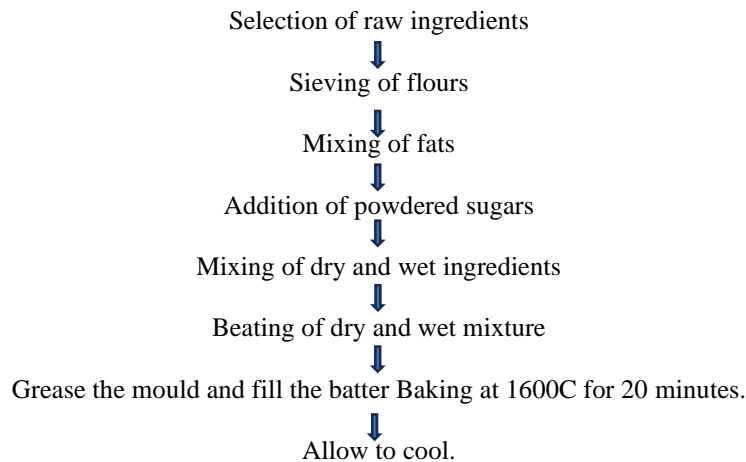 Selection of raw ingredients
Sieving of flours
Mixing of fats
Addition of powdered sugars
Mixing of dry and wet ingredients
Beating of dry and wet mixture
Grease the mould and fill the batter Baking at 1600C for 20 minutes.
Allow to cool.